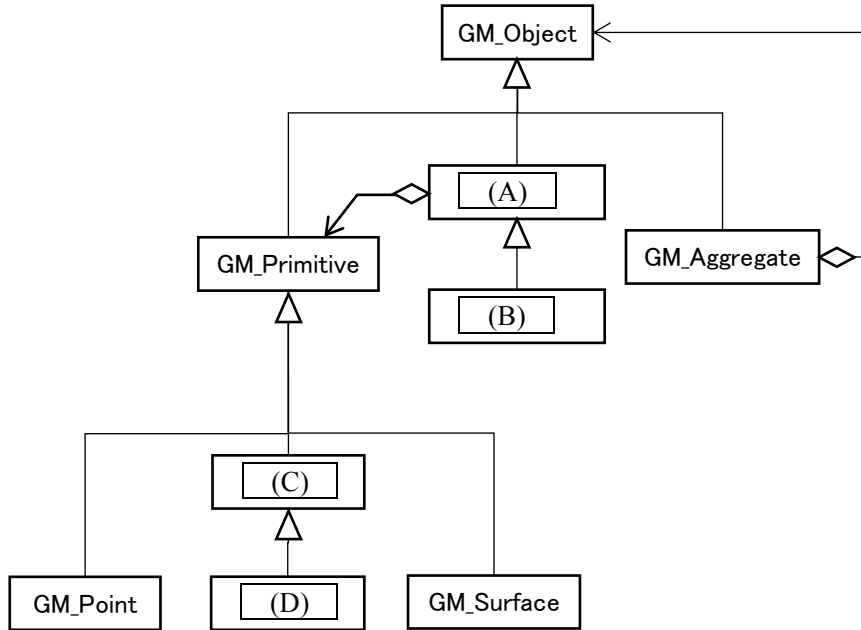 GM_Object
(A)
GM_Primitive
GM_Aggregate
(B)
(C)
GM_Point
(D)
GM_Surface